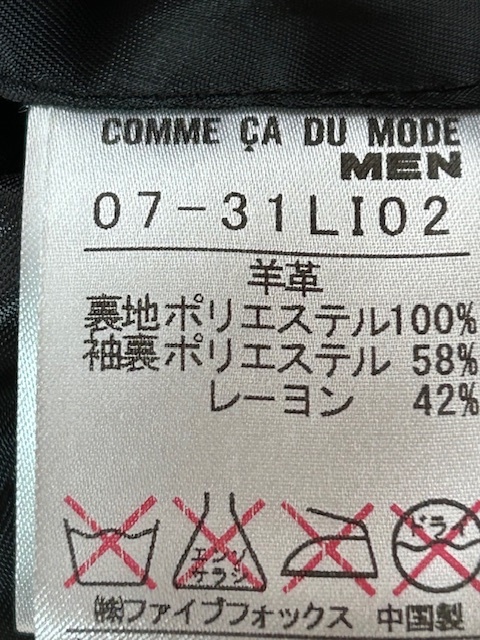 COMME ÇA DU MODE
MEN
07-31LI02
羊革
裏地ポリエステル100%
袖裏ポリエステル 58%
レーヨン 42%
エンソ
サラシ
ドライ
㈱ファイブフォックス 中国製